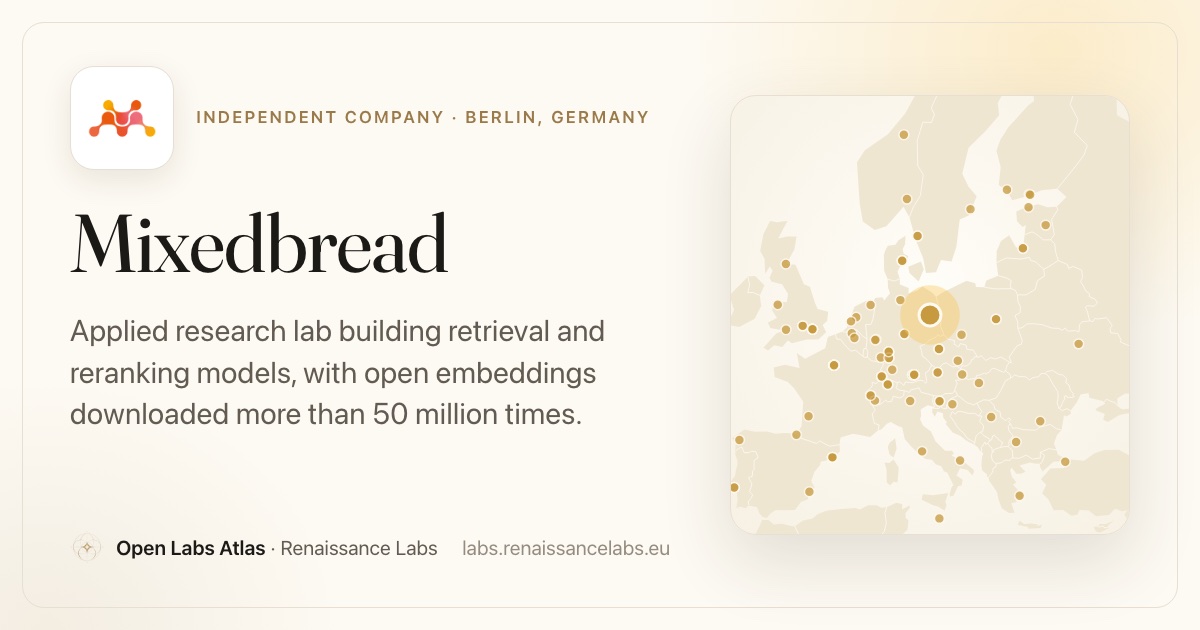 INDEPENDENT COMPANY · BERLIN, GERMANY
Mixedbread
Applied research lab building retrieval and
reranking models, with open embeddings
downloaded more than 50 million times.
Open Labs Atlas · Renaissance Labs labs.renaissancelabs.eu